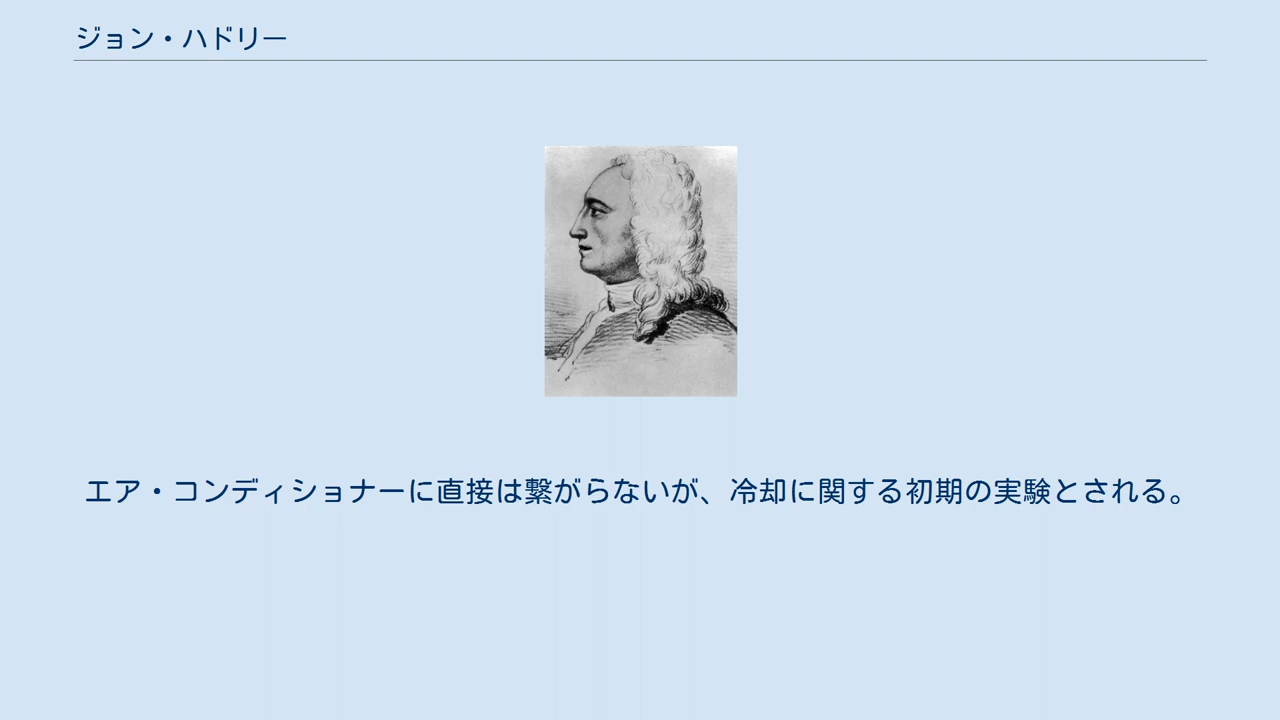 ジョン・ハドリー
エア・コンディショナーに直接は繋がらないが、冷却に関する初期の実験とされる。